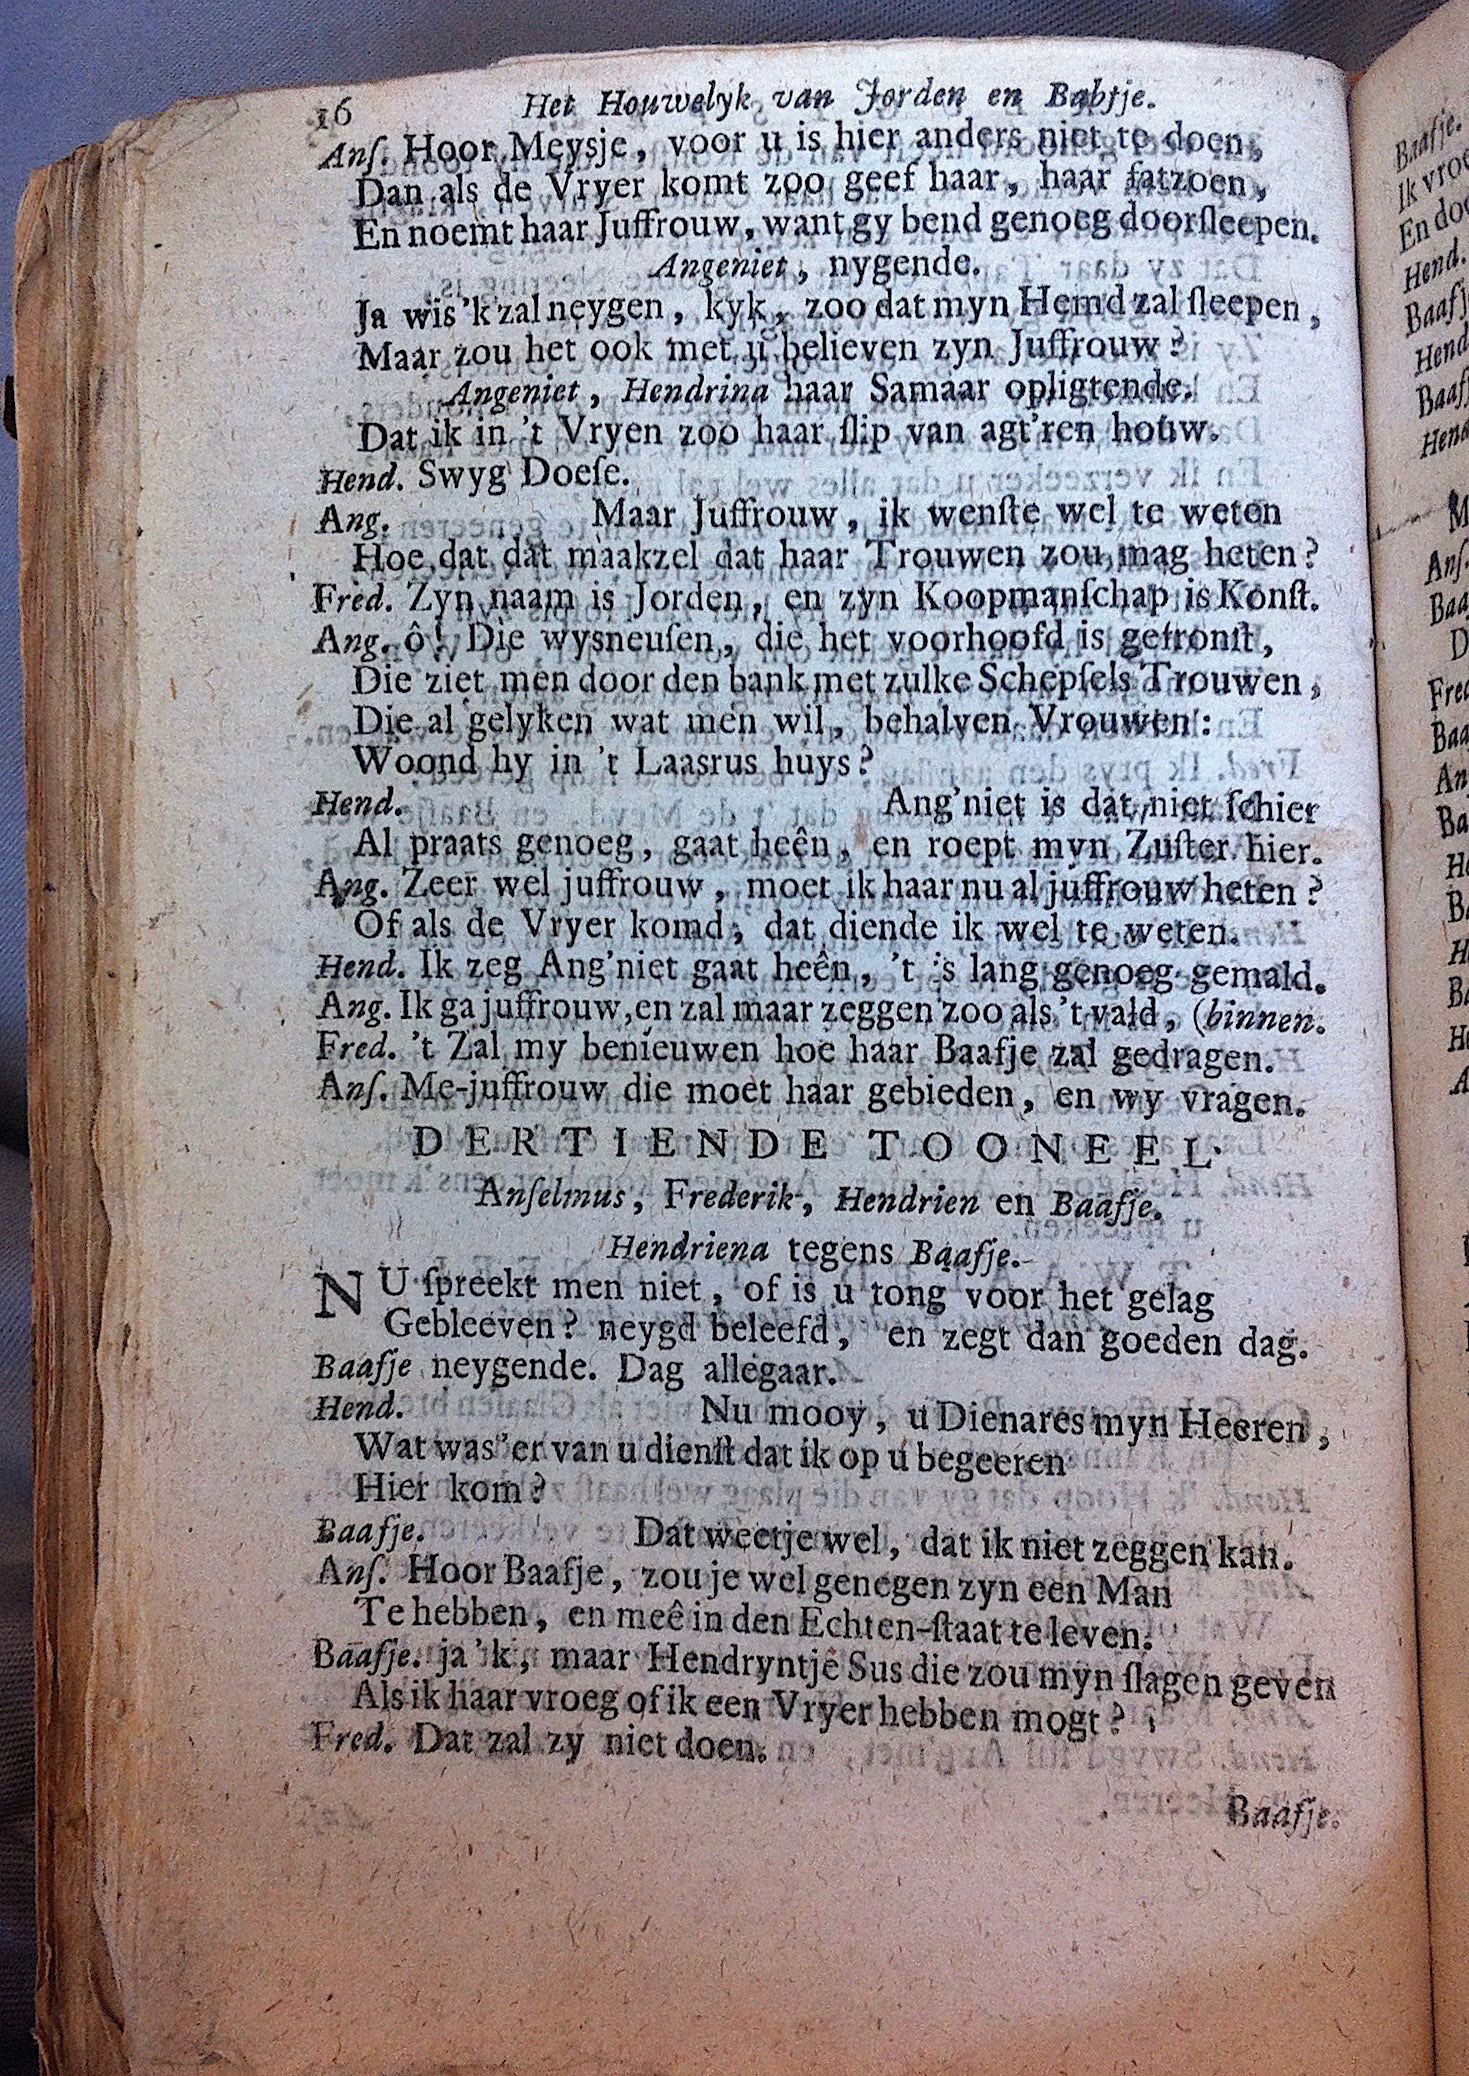 16 Het Houwelyk van Jorden en Babtje.
Anſ. Hoor Meysje, voor u is hier anders niet te doen,
Dan als de Vryer komt zoo geef haar, haar fatzoen,
En noemt haar Juffrouw, want gy bend genoeg doorſleepen.
Angeniet, nygende.
Ja wis 'k zal neygen, kyk, zoo dat myn Hemd zal ſleepen,
Maar zou het ook met u believen zyn Juffrouw?
Angeniet, Hendrina haar Samaar opligtende.
Dat ik in 't Vryen zoo haar ſlip van agt'ren houw.
Hend. Swyg Doeſe.
Ang. Maar Juffrouw, ik wenſte wel te weten
Hoe dat dat maakzel dat haar Trouwen zou mag heten?
Fred. Zyn naam is Jorden, en zyn Koopmanſchap is Konſt.
Ang. ô! Die wysneuſen, die het voorhoofd is gefronſt,
Die ziet men door den bank met zulke Schepſels Trouwen,
Die al gelyken wat men wil, behalven Vrouwen:
Woond hy in 't Laasrus huys?
Hend. Ang'niet is dat niet ſchier
Al praats genoeg, gaat heên, en roept myn Zuſter hier.
Ang. Zeer wel juffrouw, moet ik haar nu al juffrouw heten?
Of als de Vryer komd, dat diende ik wel te weten.
Hend. Ik zeg Ang'niet gaat heên, 't is lang genoeg gemald.
Ang. Ik ga juffrouw, en zal maar zeggen zoo als 't vald, (binnen.
Fred. 't Zal my benieuwen hoe haar Baafje zal gedragen.
Anſ. Me-juffrouw die moet haar gebieden, en wy vragen.
DERTIENDE TOONEEL.
Anſelmus, Frederik, Hendrien en Baafje.
Hendriena tegens Baafje.
NU ſpreekt men niet, of is u tong voor het gelag
Gebleeven? neygd beleefd, en zegt dan goeden dag.
Baafje neygende. Dag allegaar.
Hend. Nu mooy, u Dienares myn Heeren,
Wat was'er van u dienſt dat ik op u begeeren
Hier kom?
Baafje. Dat weetje wel, dat ik niet zeggen kan.
Anſ. Hoor Baafje, zou je wel genegen zyn een Man
Te hebben, en meê in den Echten-ſtaat te leven.
Baafje. ja 'k, maar Hendryntje Sus die zou myn ſlagen geven
Als ik haar vroeg of ik een Vryer hebben mogt?
Fred. Dat zal zy niet doen.
Baafje.
Baafje.
Ik
En
Hend.